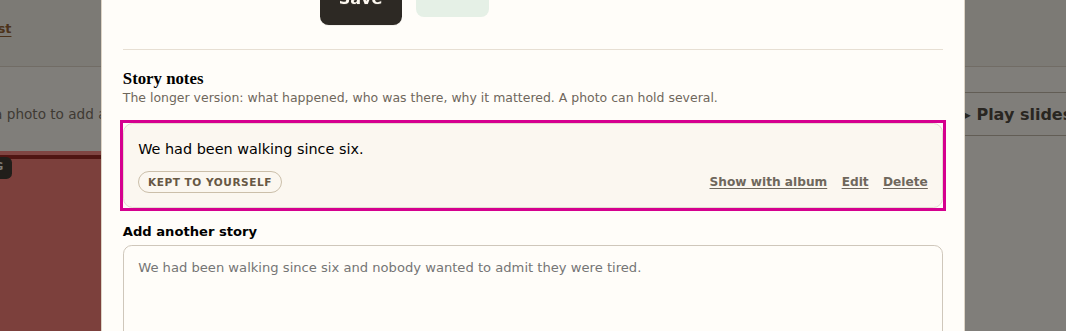 Save
st
Story notes
The longer version: what happened, who was there, why it mattered. A photo can hold several.
photo to add
Play slides
We had been walking since six.
KEPT TO YOURSELF
Show with album Edit Delete
Add another story
We had been walking since six and nobody wanted to admit they were tired.